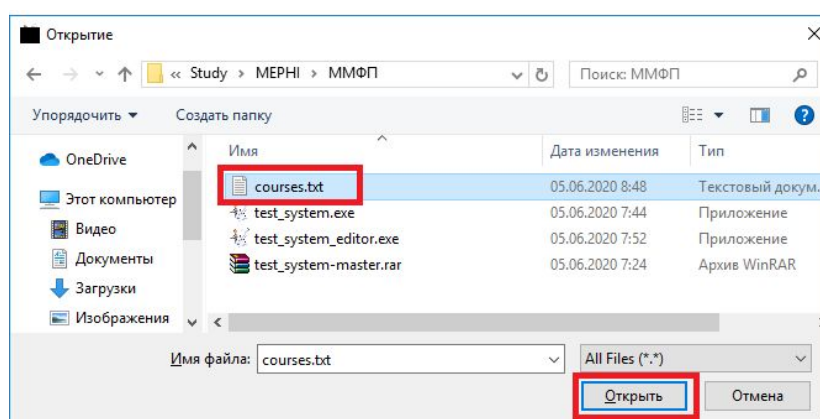 Открытие
« Study > MEPHI > ММФП
Поиск: ММФП
Упорядочить
Создать папку
Имя
Дата изменения
Тип
OneDrive
Этот компьютер
Видео
Документы
Загрузки
Изображения
courses.txt
05.06.2020 8:48
Текстовый докум.
test_system.exe
05.06.2020 7:44
Приложение
test_system_editor.exe
05.06.2020 7:52
Приложение
test_system-master.rar
05.06.2020 7:24
Архив WinRAR
Имя файла:
courses.txt
All Files (*.*)
Открыть
Отмена